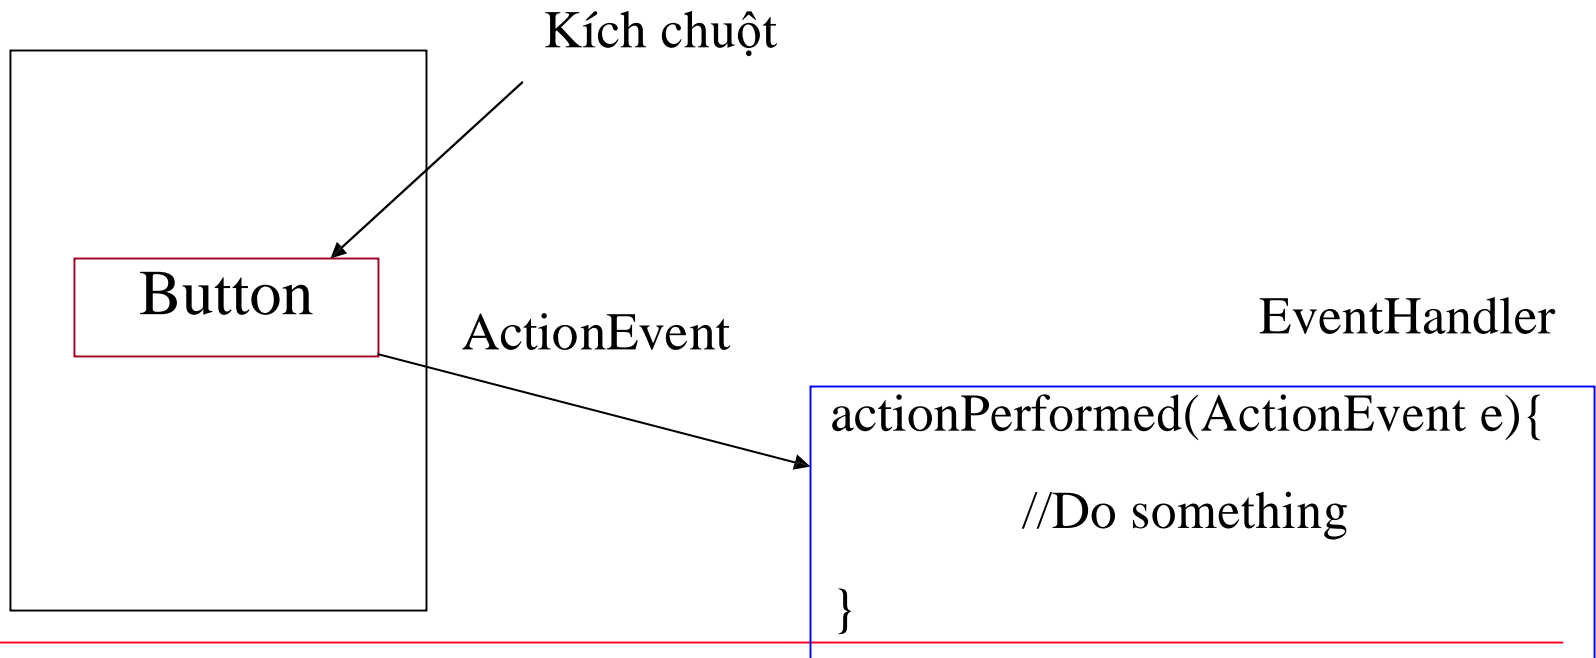 Kích chuột
Button
ActionEvent
EventHandler
actionPerformed(ActionEvent e){
//Do something
}